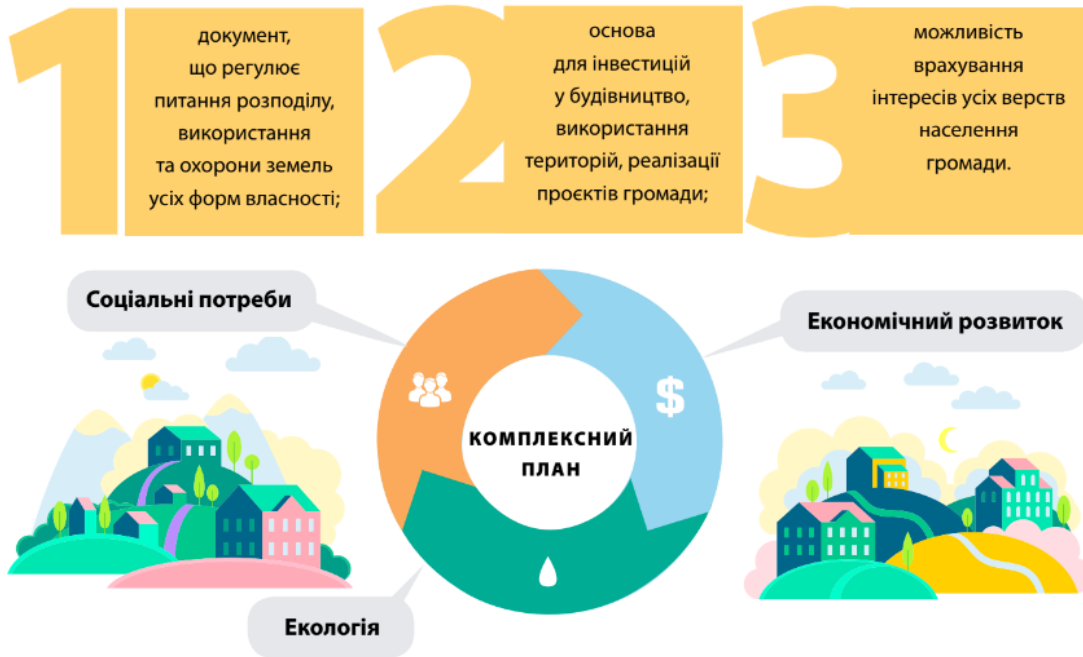 1
документ,
що регулює
питання розподілу,
використання
та охорони земель
усіх форм власності;
2
основа
для інвестицій
у будівництво,
використання
територій, реалізації
проєктів громади;
3
можливість
врахування
інтересів усіх верств
населення
громади.
Соціальні потреби
Економічний розвиток
$
КОМПЛЕКСНИЙ
ПЛАН
Екологія